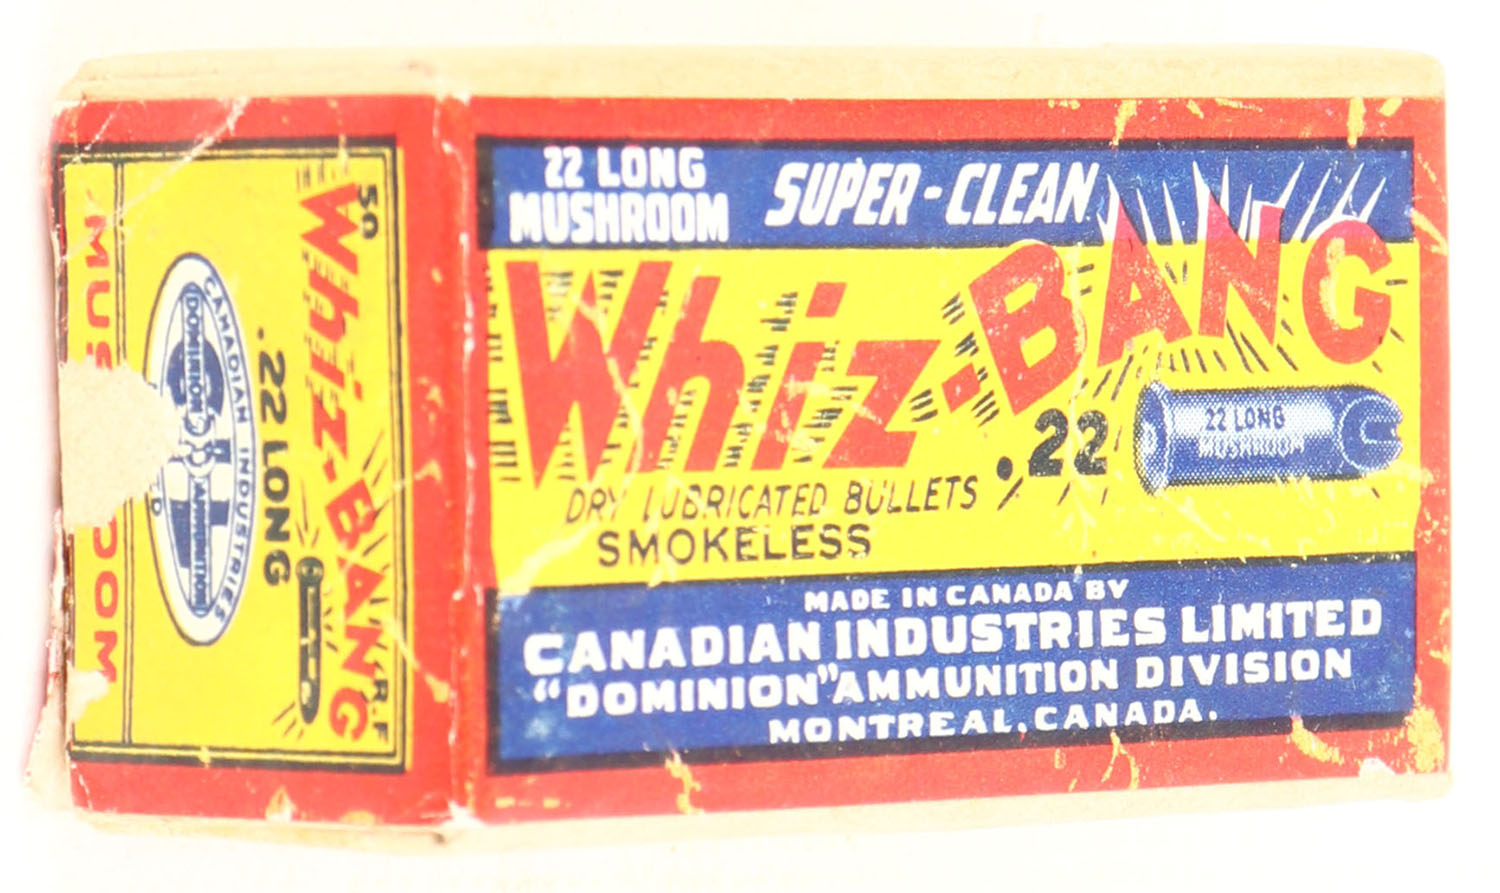 22 LONG
MUSHROOM
SUPER-CLEAN
Whiz-BANG
.22
22 LONG
MUSHROOM
DRY LUBRICATED BULLETS
SMOKELESS
MADE IN CANADA BY
CANADIAN INDUSTRIES LIMITED
"DOMINION" AMMUNITION DIVISION
MONTREAL, CANADA.
50
R.F
Whiz-BANG
.22 LONG
CANADIAN INDUSTRIES
DOMINION
AMMUNITION